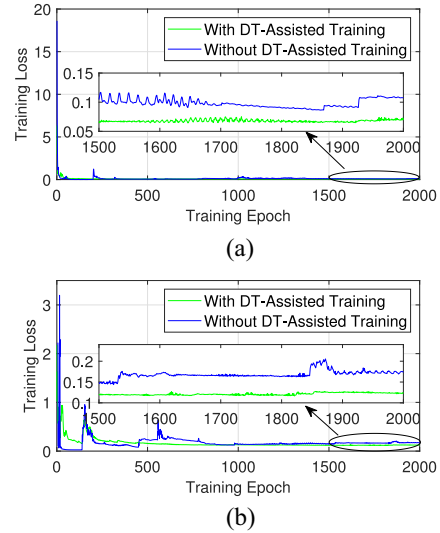 20
15
10
5
0
Training Loss
With DT-Assisted Training
Without DT-Assisted Training
0.15
0.1
0.05
1500 1600 1700 1800 1900 2000
0 500 1000 1500 2000
Training Epoch
(a)
3
2
1
0
Training Loss
With DT-Assisted Training
Without DT-Assisted Training
0.2
0.15
0.1
1500 1600 1700 1800 1900 2000
0 500 1000 1500 2000
Training Epoch
(b)